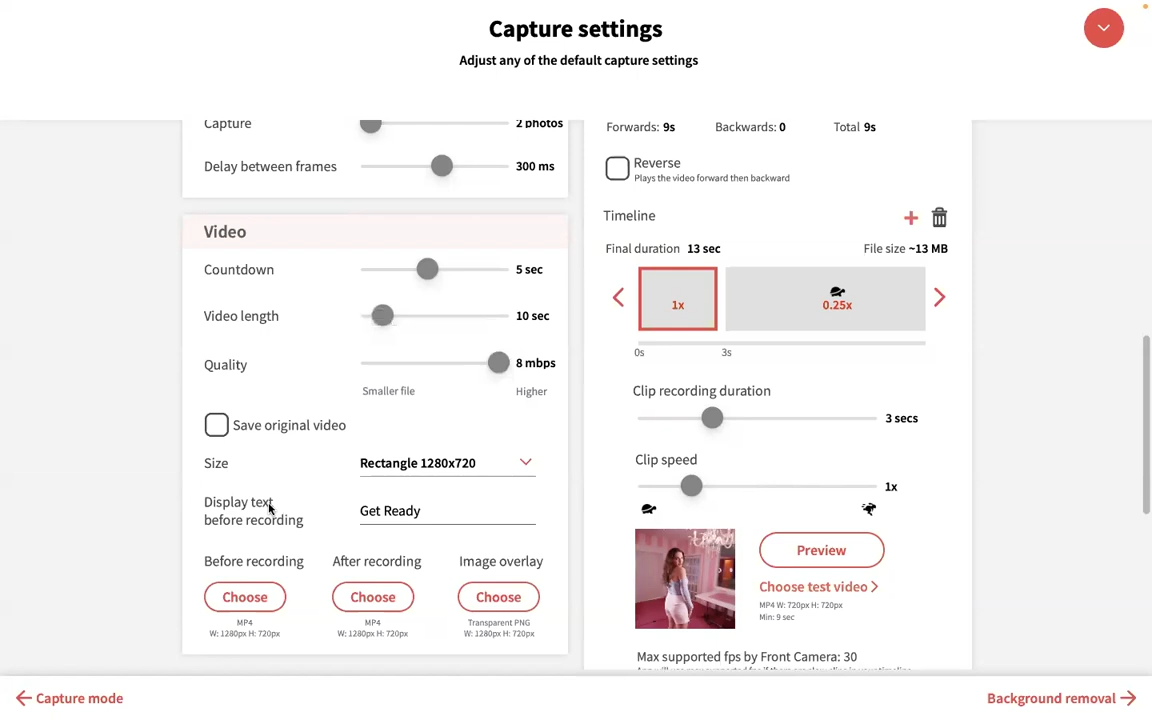 Capture settings
Adjust any of the default capture settings
Capture
2 photos
Delay between frames
300 ms
Video
Countdown
5 sec
Video length
10 sec
Quality
8 mbps
Smaller file
Higher
Save original video
Size
Rectangle 1280x720
Display text
before recording
Get Ready
Before recording
After recording
Image overlay
Choose
Choose
Choose
MP4
W: 1280px H: 720px
MP4
W: 1280px H: 720px
Transparent PNG
W: 1280px H: 720px
Forwards: 9s
Backwards: 0
Total 9s
Reverse
Plays the video forward then backward
Timeline
Final duration 13 sec
File size ~13 MB
1x
0.25x
0s
3s
Clip recording duration
3 secs
Clip speed
1x
Preview
Choose test video
MP4 W: 720px H: 720px
Min: 9 sec
Max supported fps by Front Camera: 30
Capture mode
Background removal